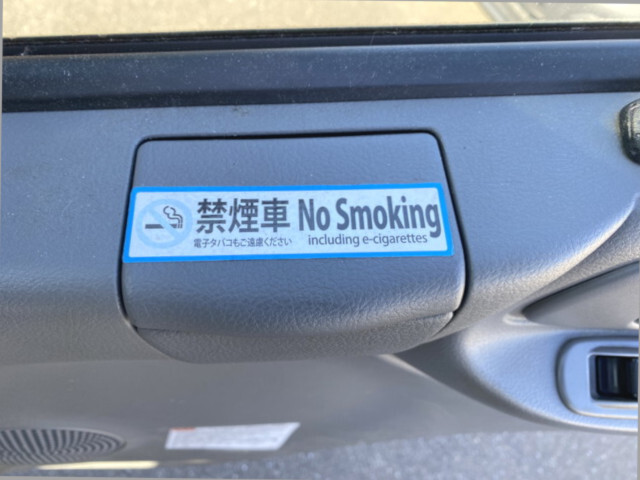 禁煙車 No Smoking
電子タバコもご遠慮ください including e-cigarettes